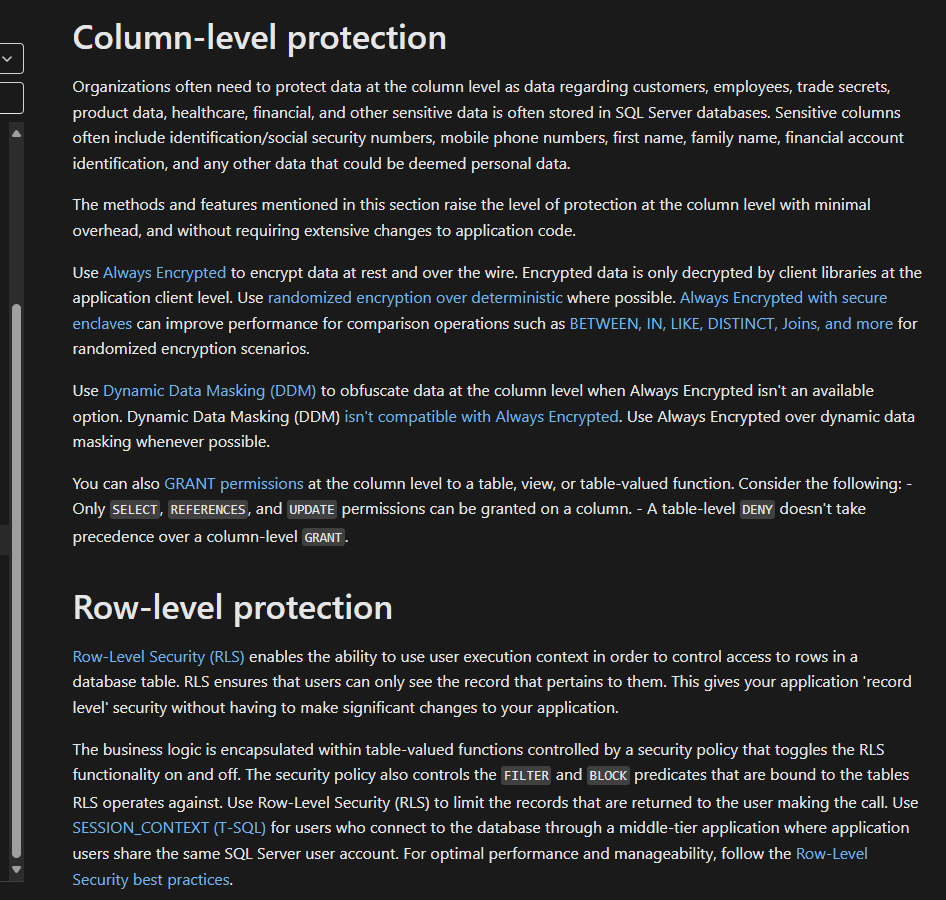 Column-level protection
Organizations often need to protect data at the column level as data regarding customers, employees, trade secrets,
product data, healthcare, financial, and other sensitive data is often stored in SQL Server databases. Sensitive columns
often include identification/social security numbers, mobile phone numbers, first name, family name, financial account
identification, and any other data that could be deemed personal data.
The methods and features mentioned in this section raise the level of protection at the column level with minimal
overhead, and without requiring extensive changes to application code.
Use Always Encrypted to encrypt data at rest and over the wire. Encrypted data is only decrypted by client libraries at the
application client level. Use randomized encryption over deterministic where possible. Always Encrypted with secure
enclaves can improve performance for comparison operations such as BETWEEN, IN, LIKE, DISTINCT, Joins, and more for
randomized encryption scenarios.
Use Dynamic Data Masking (DDM) to obfuscate data at the column level when Always Encrypted isn't an available
option. Dynamic Data Masking (DDM) isn't compatible with Always Encrypted. Use Always Encrypted over dynamic data
masking whenever possible.
You can also GRANT permissions at the column level to a table, view, or table-valued function. Consider the following: -
Only SELECT, REFERENCES, and UPDATE permissions can be granted on a column. - A table-level DENY doesn't take
precedence over a column-level GRANT.
Row-level protection
Row-Level Security (RLS) enables the ability to use user execution context in order to control access to rows in a
database table. RLS ensures that users can only see the record that pertains to them. This gives your application 'record
level' security without having to make significant changes to your application.
The business logic is encapsulated within table-valued functions controlled by a security policy that toggles the RLS
functionality on and off. The security policy also controls the FILTER and BLOCK predicates that are bound to the tables
RLS operates against. Use Row-Level Security (RLS) to limit the records that are returned to the user making the call. Use
SESSION_CONTEXT (T-SQL) for users who connect to the database through a middle-tier application where application
users share the same SQL Server user account. For optimal performance and manageability, follow the Row-Level
Security best practices.